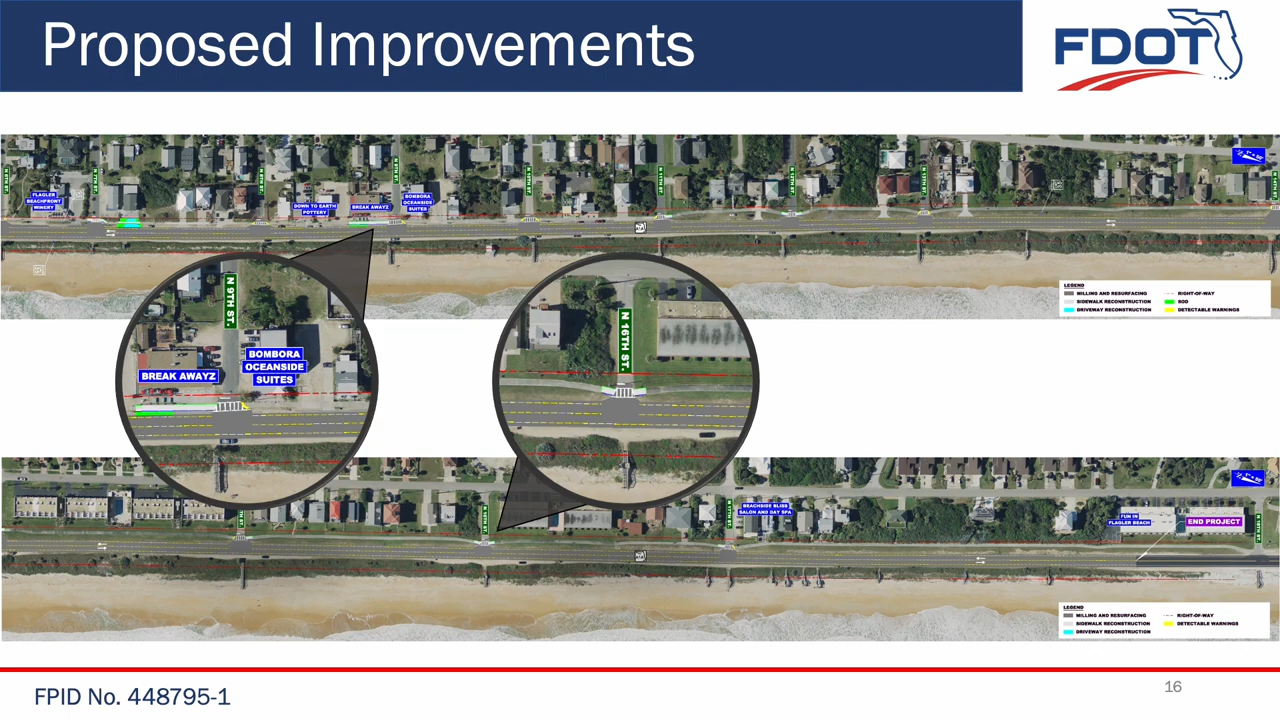 Proposed Improvements
FDOT
FLAGLER
BEACHFRONT
WINERY
DOWN TO EARTH
POTTERY
BREAK AWAYZ
BOMBORA
OCEANSIDE
SUITES
LEGEND
MILLING AND RESURFACING
SIDEWALK RECONSTRUCTION
DRIVEWAY RECONSTRUCTION
RIGHT-OF-WAY
SOD
DETECTABLE WARNINGS
N 9TH ST.
BREAK AWAYZ
BOMBORA
OCEANSIDE
SUITES
N 16TH ST.
BEACHSIDE BLISS
SALON AND DAY SPA
FUN IN
FLAGLER BEACH
END PROJECT
LEGEND
MILLING AND RESURFACING
SIDEWALK RECONSTRUCTION
DRIVEWAY RECONSTRUCTION
RIGHT-OF-WAY
DETECTABLE WARNINGS
FPID No. 448795-1
16